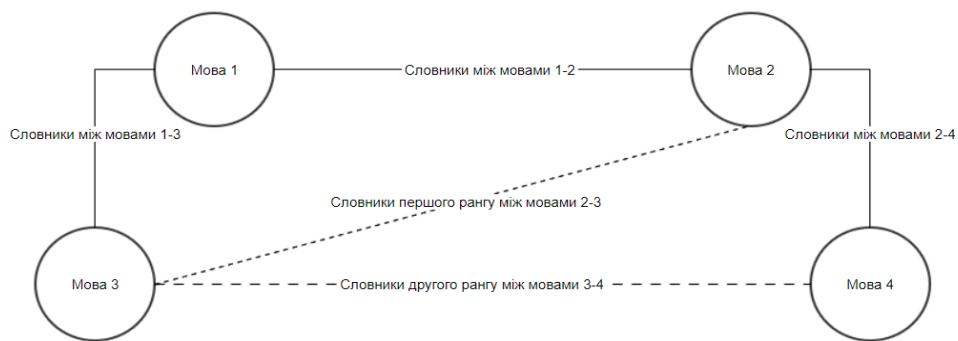 Мова 1
Словники між мовами 1-2
Мова 2
Словники між мовами 1-3
Словники між мовами 2-4
Словники першого рангу між мовами 2-3
Мова 3
Словники другого рангу між мовами 3-4
Мова 4